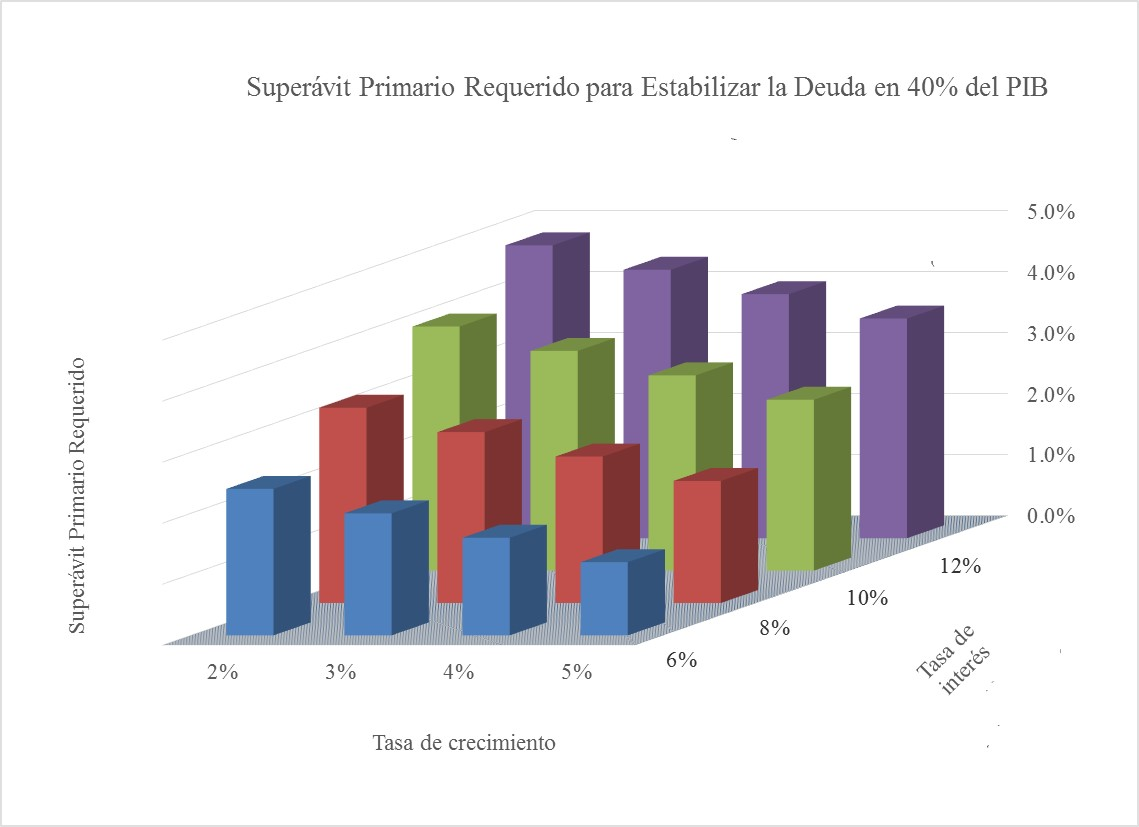 Superávit Primario Requerido para Estabilizar la Deuda en 40% del PIB
5.0%
4.0%
3.0%
2.0%
1.0%
0.0%
Superávit Primario Requerido
12%
10%
8%
6%
2% 3% 4% 5%
Tasa de
interés
Tasa de crecimiento